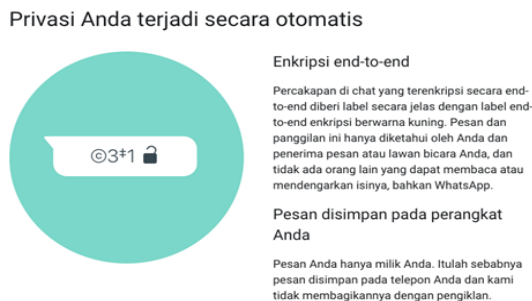 Privasi Anda terjadi secara otomatis
©3‡1
Enkripsi end-to-end
Percakapan di chat yang terenkripsi secara end-
to-end diberi label secara jelas dengan label end-
to-end enkripsi berwarna kuning. Pesan dan
panggilan ini hanya diketahui oleh Anda dan
penerima pesan atau lawan bicara Anda, dan
tidak ada orang lain yang dapat membaca atau
mendengarkan isinya, bahkan WhatsApp.
Pesan disimpan pada perangkat
Anda
Pesan Anda hanya milik Anda. Itulah sebabnya
pesan disimpan pada telepon Anda dan kami
tidak membagikannya dengan pengiklan.